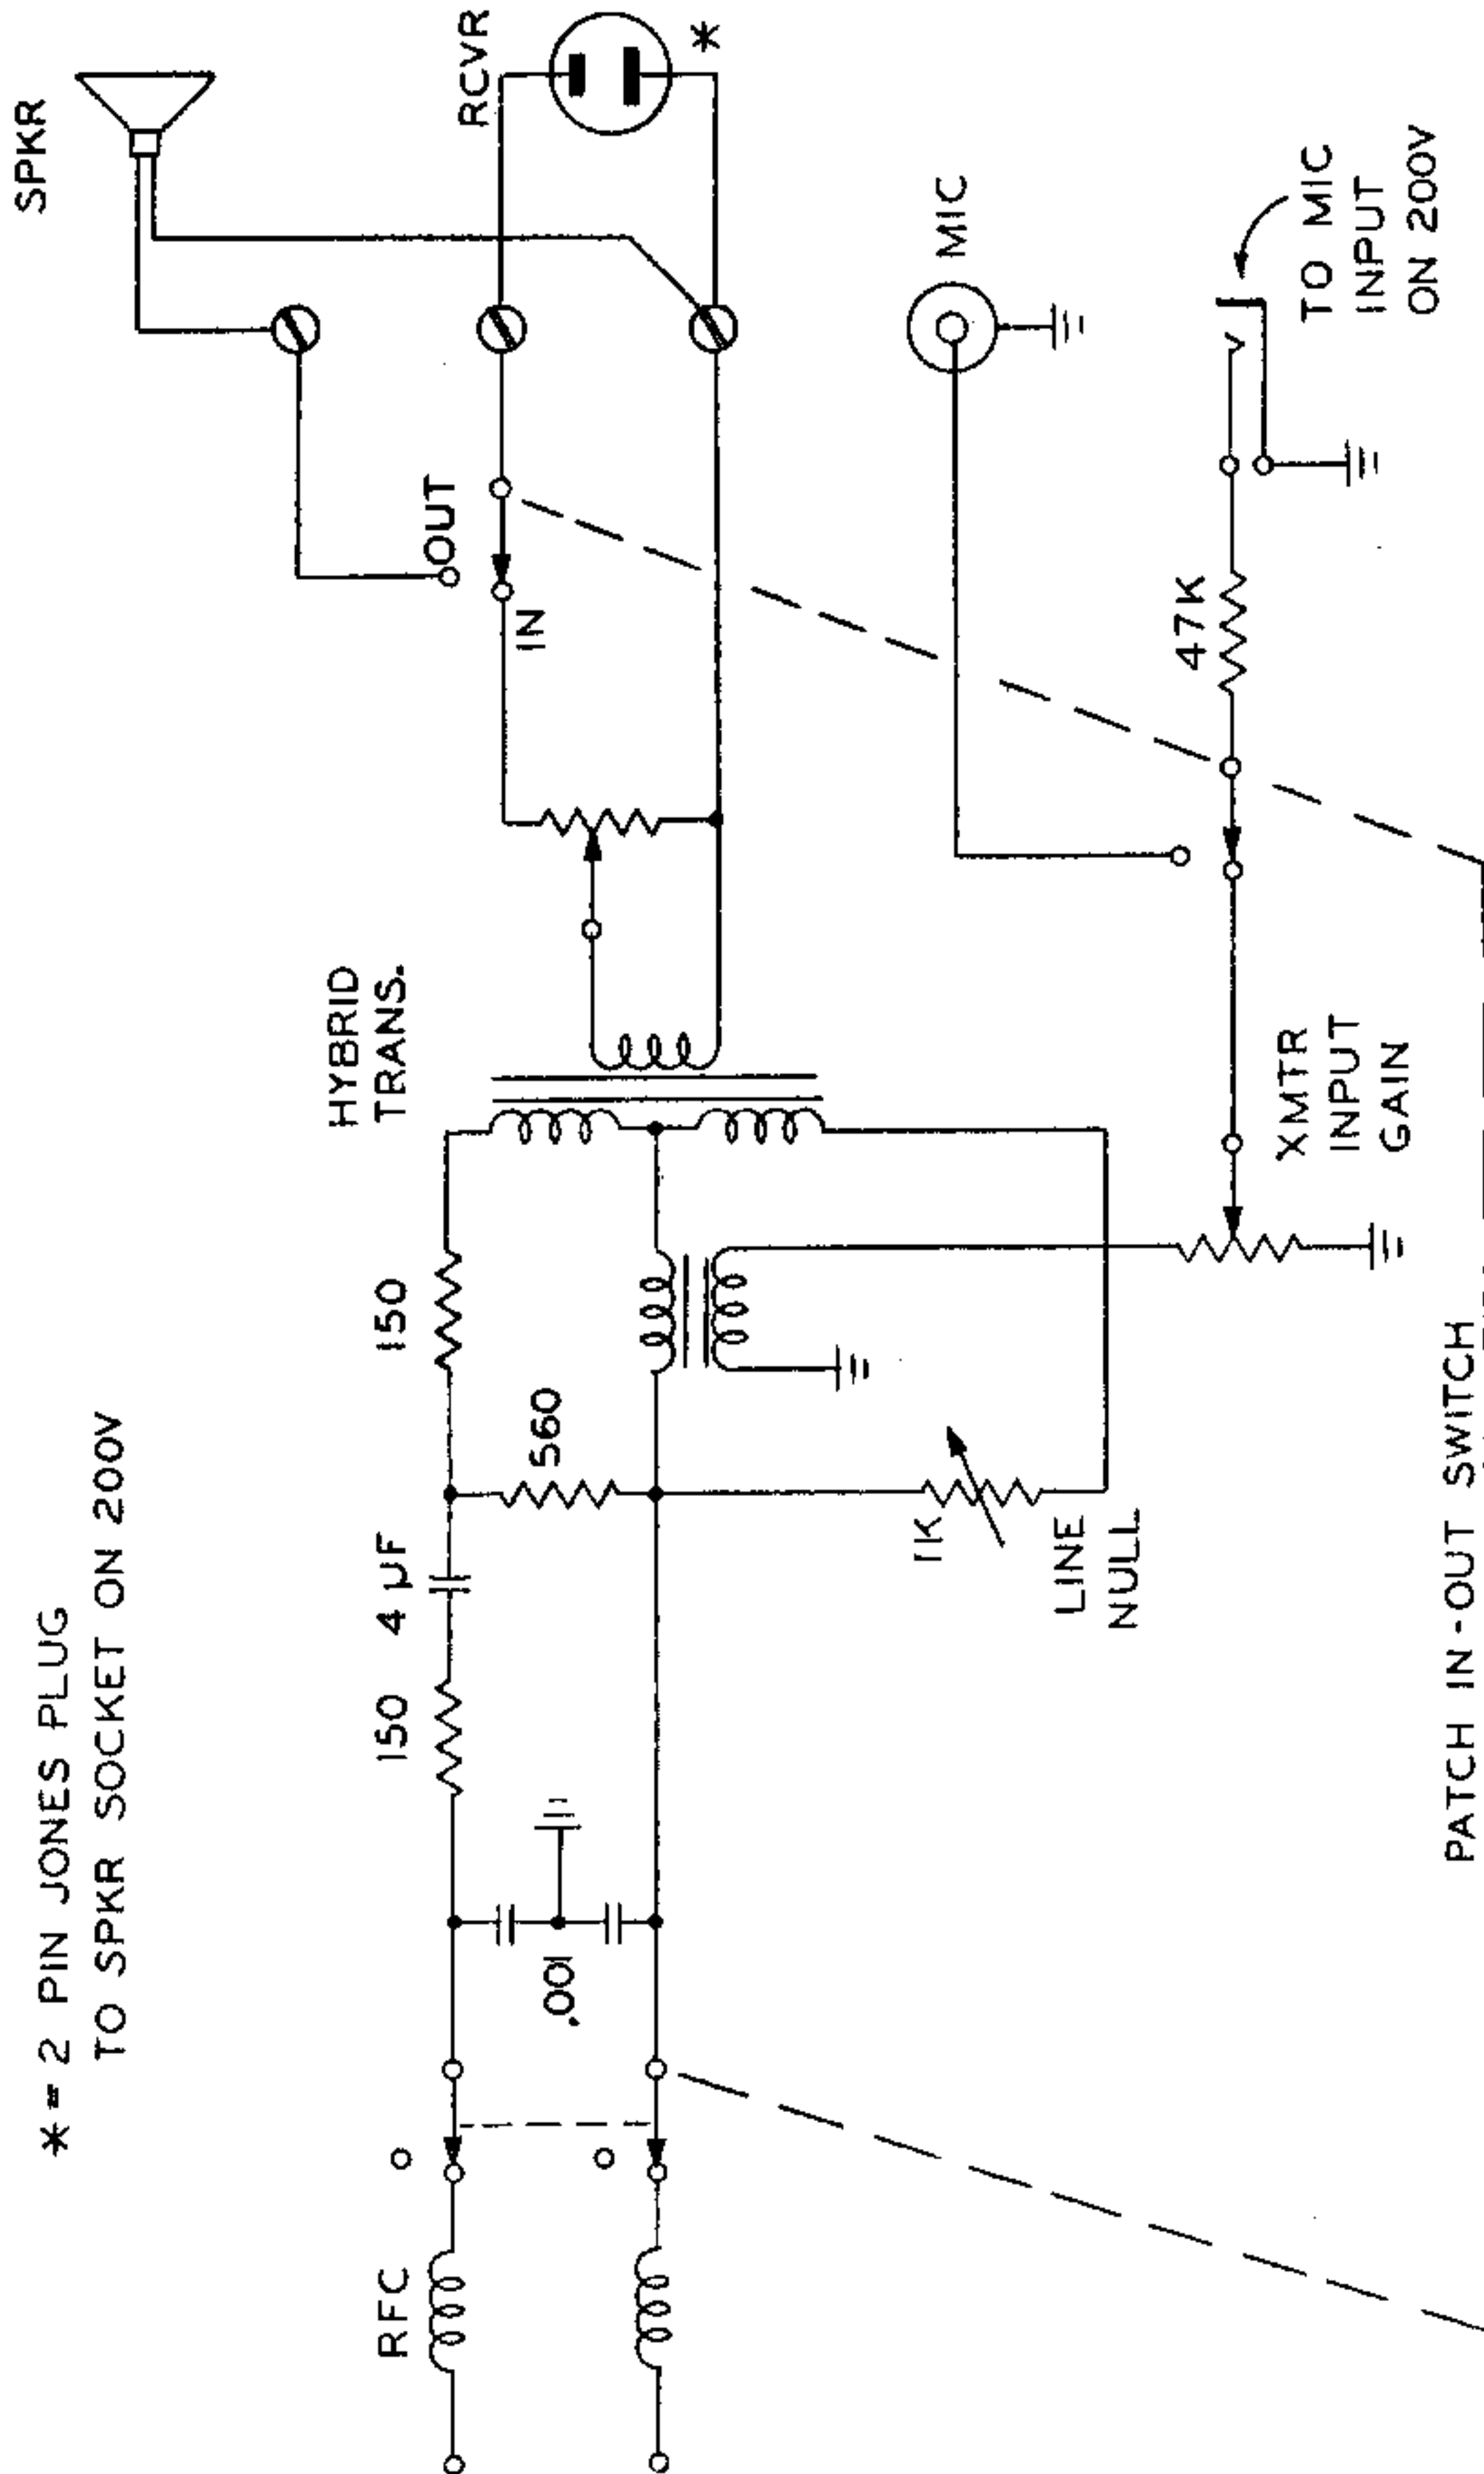 * = 2 PIN JONES PLUG
TO SPKR SOCKET ON 200V
SPKR
RCVR
*
OUT
IN
HYBRID
TRANS.
RFC
150
4 µF
150
560
.001
1K
LINE
NULL
MIC
47K
TO MIC
INPUT
ON 200V
XMTR
INPUT
GAIN
PATCH IN-OUT SWITCH